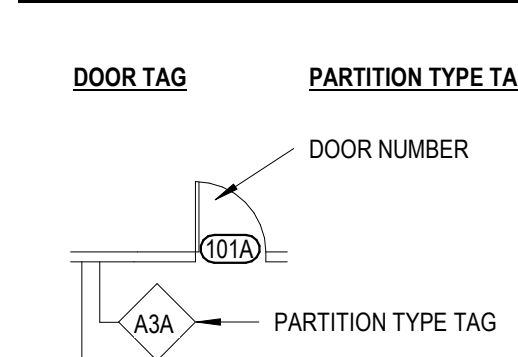 DOOR TAG
PARTITION TYPE TA
DOOR NUMBER
101A
A3A
PARTITION TYPE TAG